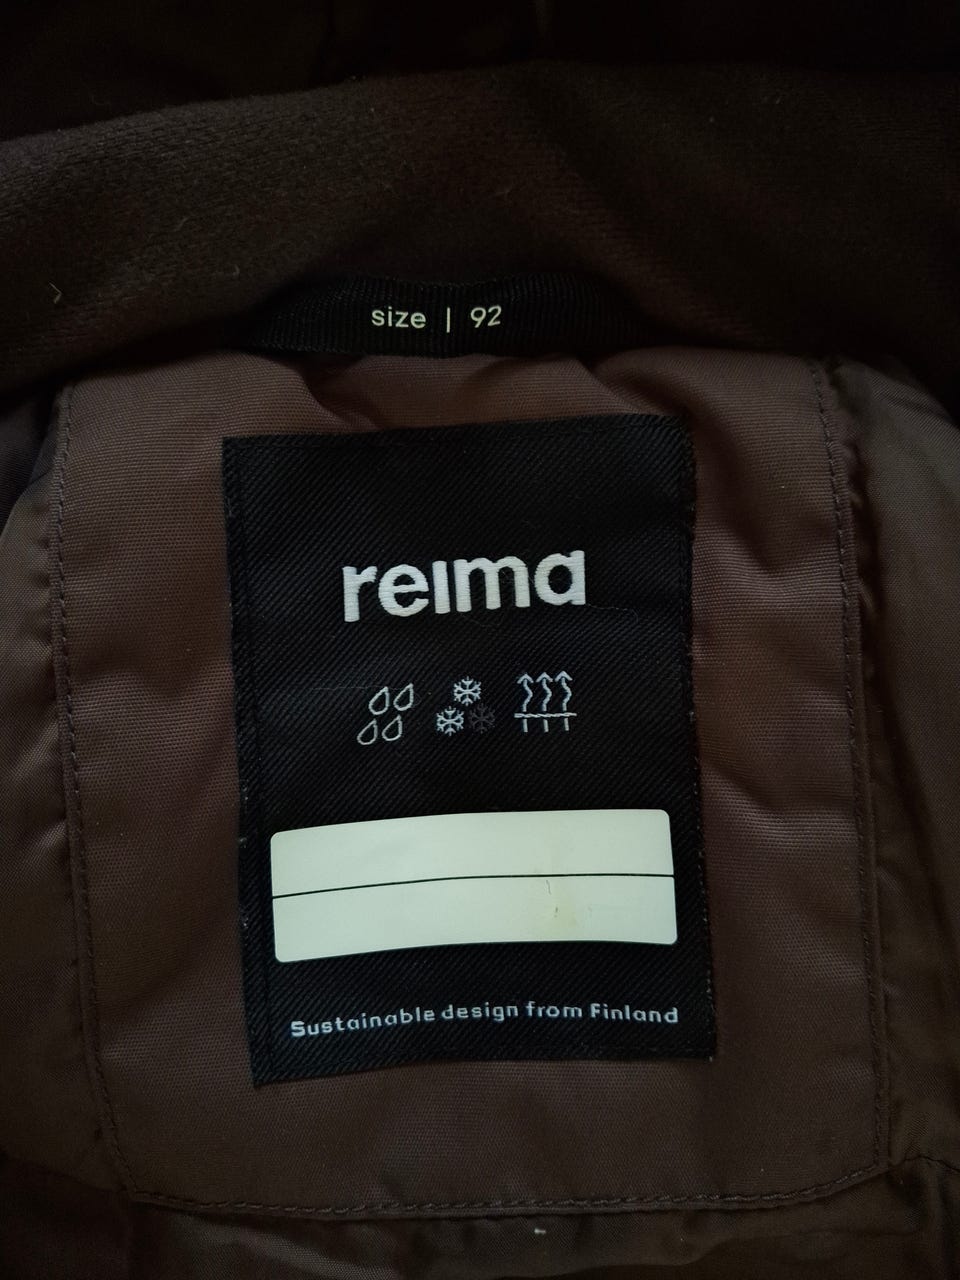 size | 92
reima
Sustainable design from Finland